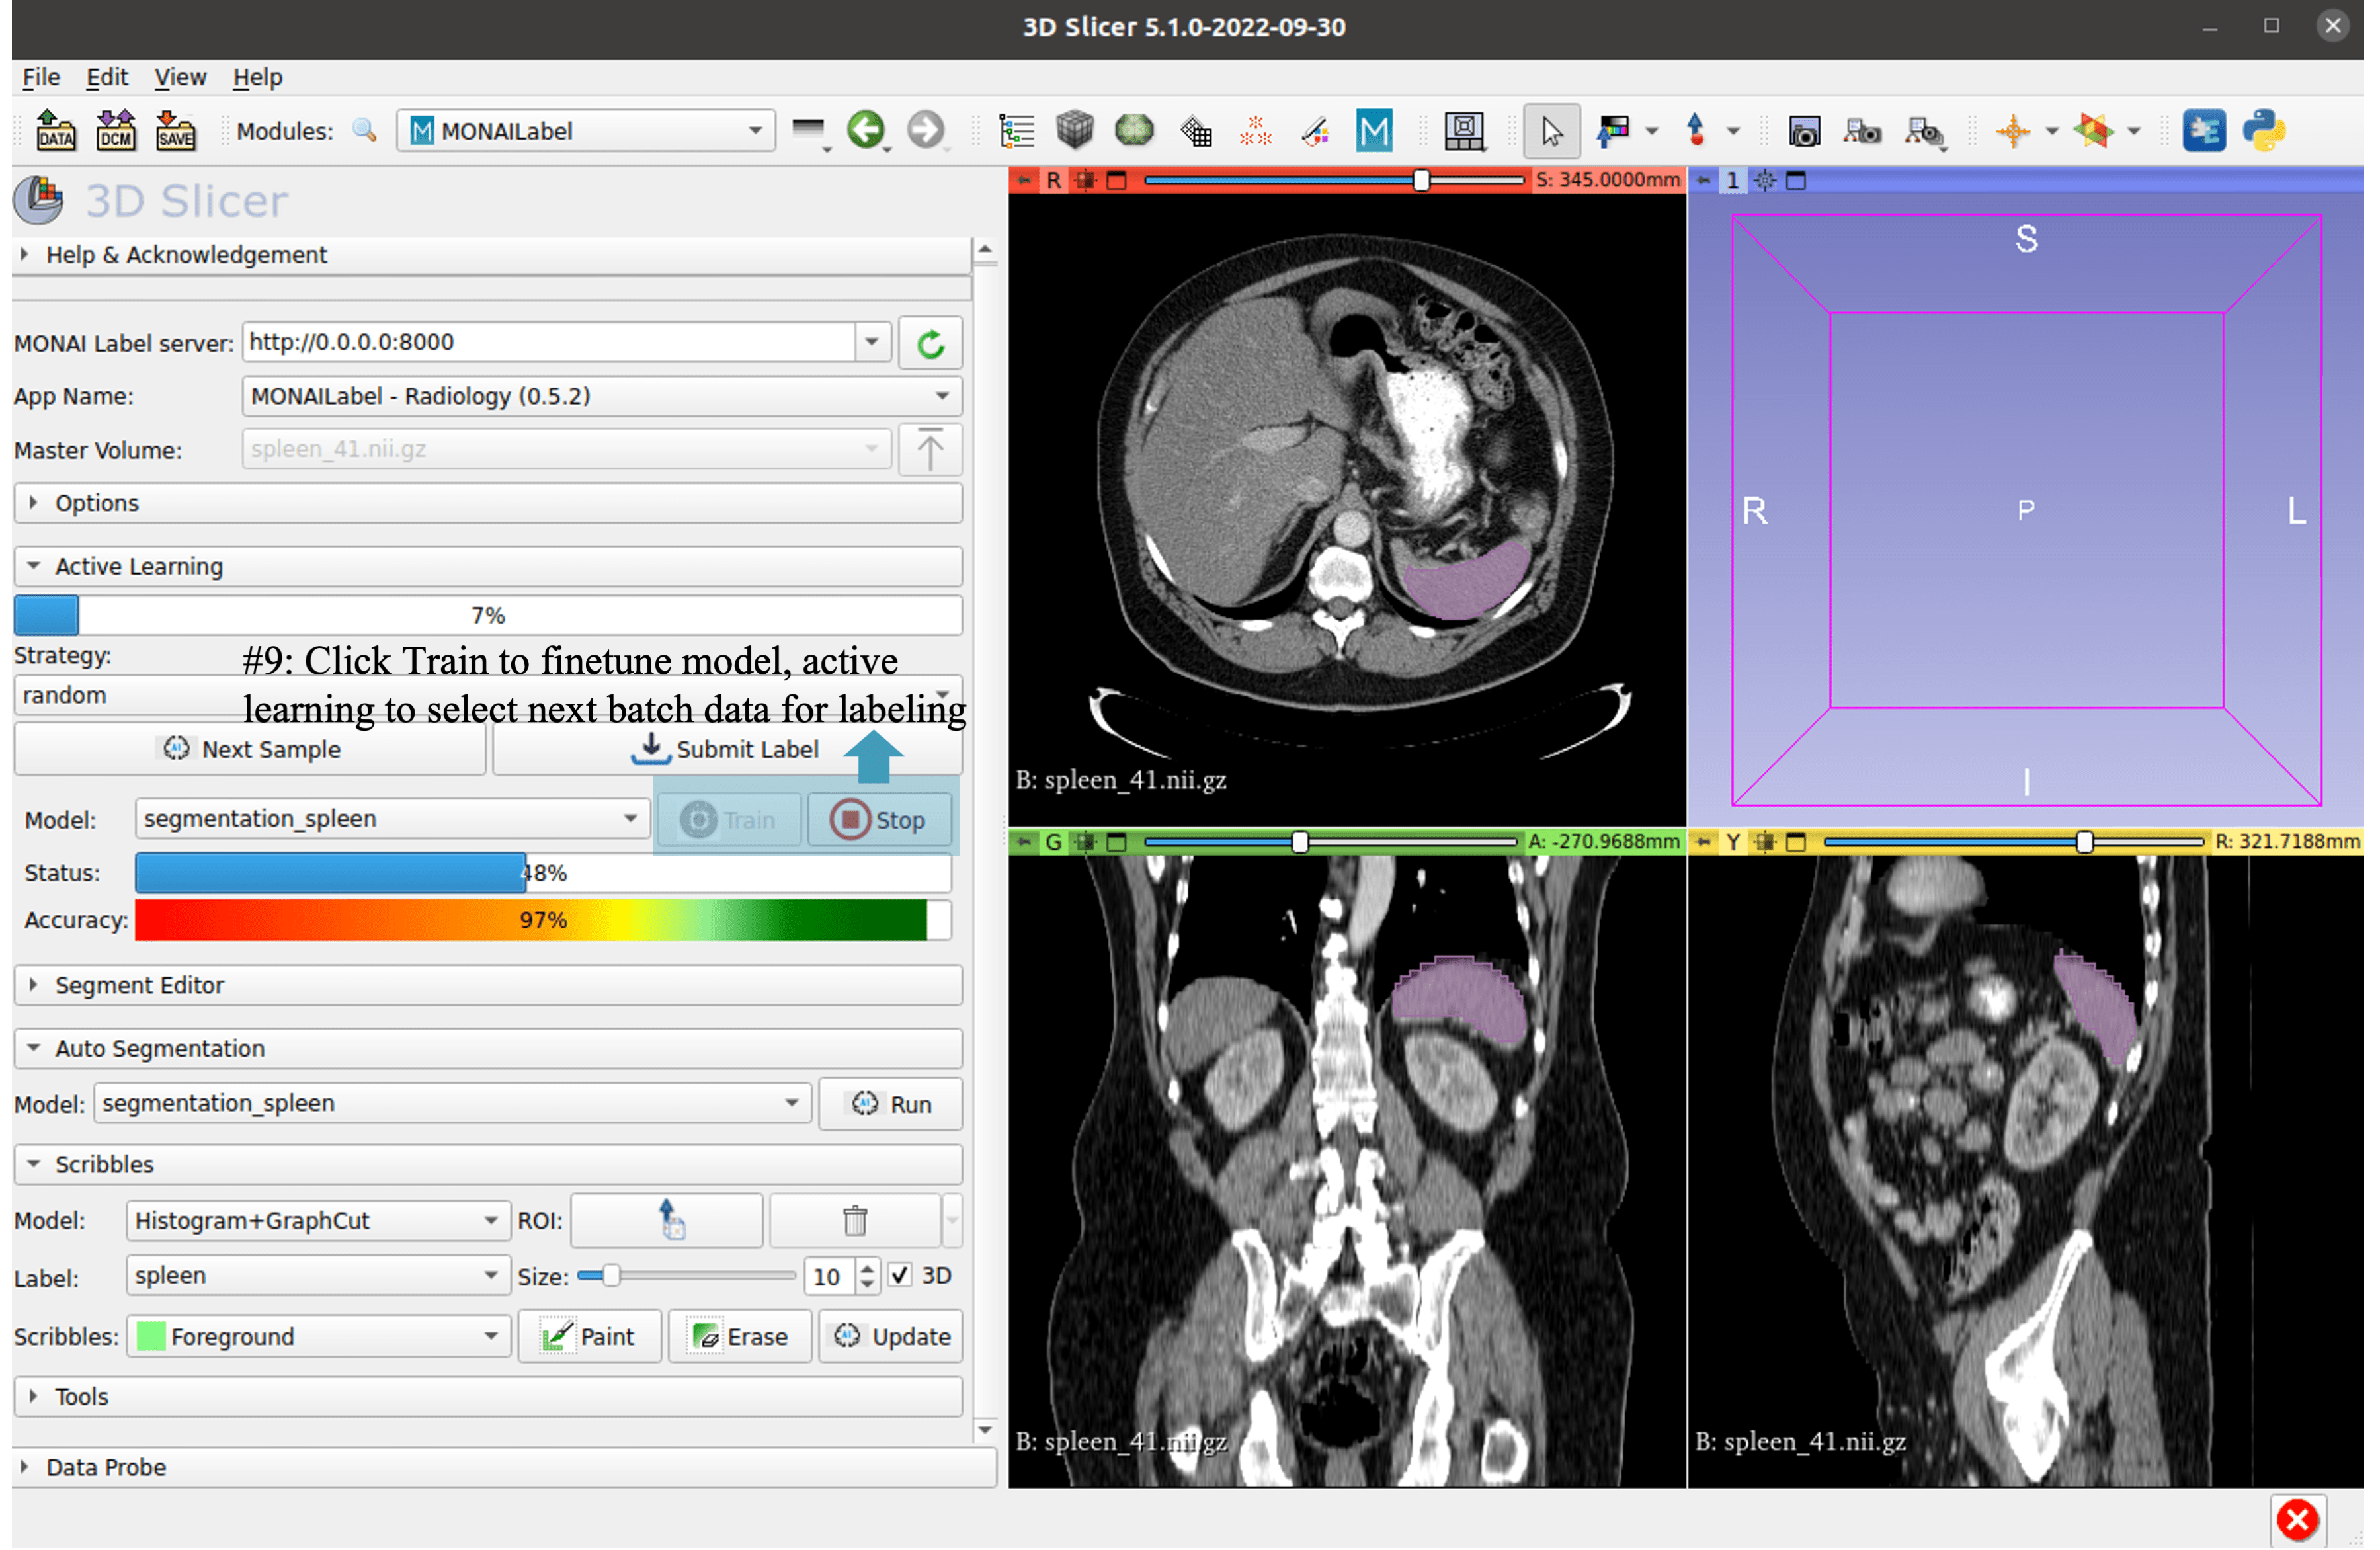 3D Slicer 5.1.0-2022-09-30
File Edit View Help
DATA DCM SAVE Modules: M MONAILabel M
3D Slicer
Help & Acknowledgement
MONAI Label server: http://0.0.0.0:8000
App Name: MONAILabel - Radiology (0.5.2)
Master Volume: spleen_41.nii.gz
Options
Active Learning
7%
Strategy:
#9: Click Train to finetune model, active
random
learning to select next batch data for labeling
Next Sample Submit Label
Model: segmentation_spleen Train Stop
Status: 48%
Accuracy: 97%
Segment Editor
Auto Segmentation
Model: segmentation_spleen Run
Scribbles
Model: Histogram+GraphCut ROI:
Label: spleen Size: 10 3D
Scribbles: Foreground Paint Erase Update
Tools
Data Probe
R S: 345.0000mm
B: spleen_41.nii.gz
1
S
R P L
I
G A: -270.9688mm
B: spleen_41.nii.gz
Y R: 321.7188mm
B: spleen_41.nii.gz